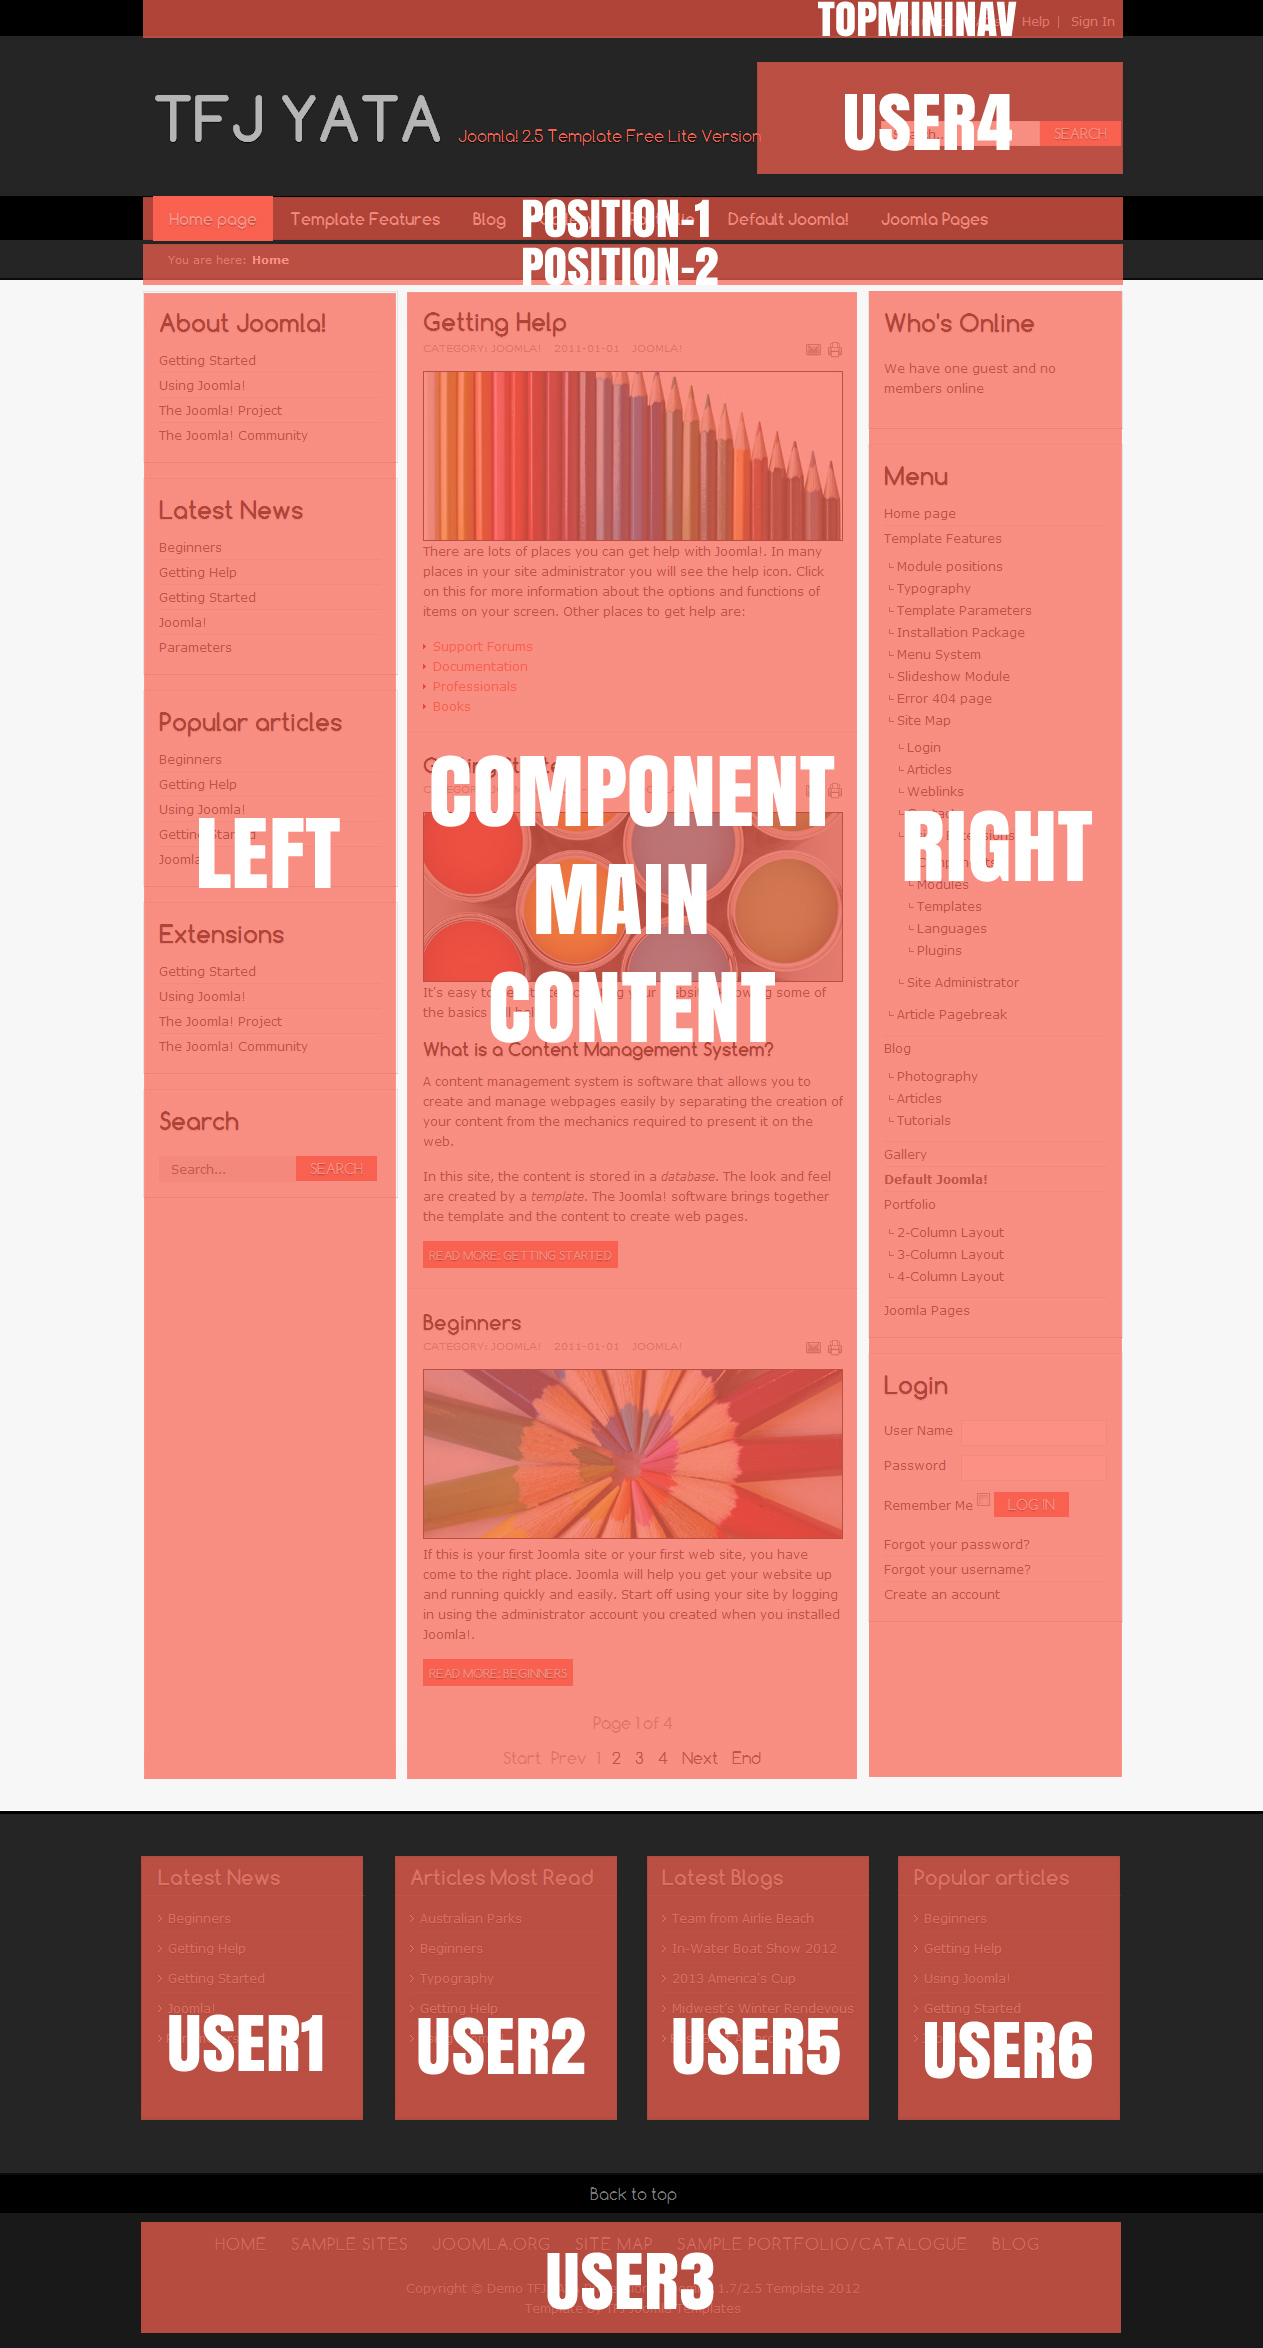 TOPMININAV
Help | Sign In
TFJ YATA
Joomla! 2.5 Template Free Lite Version
USER4
SEARCH
Home page Template Features Blog Default Joomla! Joomla Pages
POSITION-1
You are here: Home
POSITION-2
About Joomla!
Getting Started
Using Joomla!
The Joomla! Project
The Joomla! Community
Latest News
Beginners
Getting Help
Getting Started
Joomla!
Parameters
Popular articles
Beginners
Getting Help
Using Joomla!
Getting Started
Joomla
LEFT
Extensions
Getting Started
Using Joomla!
The Joomla! Project
The Joomla! Community
Search
Search... SEARCH
Getting Help
CATEGORY: JOOMLA! 2011-01-01 JOOMLA!
There are lots of places you can get help with Joomla!. In many
places in your site administrator you will see the help icon. Click
on this for more information about the options and functions of
items on your screen. Other places to get help are:
Support Forums
Documentation
Professionals
Books
COMPONENT
MAIN
CONTENT
It's easy to your some of
the basics
What is a Content Management System?
A content management system is software that allows you to
create and manage webpages easily by separating the creation of
your content from the mechanics required to present it on the
web.
In this site, the content is stored in a database. The look and feel
are created by a template. The Joomla! software brings together
the template and the content to create web pages.
READ MORE: GETTING STARTED
Beginners
CATEGORY: JOOMLA! 2011-01-01 JOOMLA!
If this is your first Joomla site or your first web site, you have
come to the right place. Joomla will help you get your website up
and running quickly and easily. Start off using your site by logging
in using the administrator account you created when you installed
Joomla!.
READ MORE: BEGINNERS
Page 1 of 4
Start Prev 1 2 3 4 Next End
Who's Online
We have one guest and no
members online
Menu
Home page
Template Features
Module positions
Typography
Template Parameters
Installation Package
Menu System
Slideshow Module
Error 404 page
Site Map
Login
Articles
Weblinks
RIGHT
Modules
Templates
Languages
Plugins
Site Administrator
Article Pagebreak
Blog
Photography
Articles
Tutorials
Gallery
Default Joomla!
Portfolio
2-Column Layout
3-Column Layout
4-Column Layout
Joomla Pages
Login
User Name
Password
Remember Me LOG IN
Forgot your password?
Forgot your username?
Create an account
Latest News
Beginners
Getting Help
Getting Started
Joomla!
USER1
Articles Most Read
Australian Parks
Beginners
Typography
Getting Help
USER2
Latest Blogs
Team from Airlie Beach
In-Water Boat Show 2012
2013 America's Cup
Midwest's Winter Rendevous
USER5
Popular articles
Beginners
Getting Help
Using Joomla!
Getting Started
USER6
Back to top
HOME SAMPLE SITES JOOMLA.ORG SITE MAP SAMPLE PORTFOLIO/CATALOGUE BLOG
USER3
Copyright © Demo TFJ 1.7/2.5 Template 2012
Template by TFJ Joomla Templates